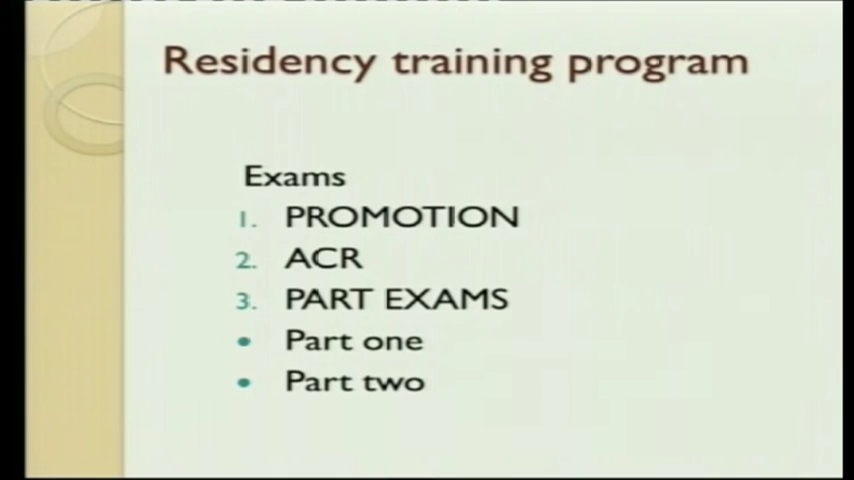 Residency training program
Exams
1. PROMOTION
2. ACR
3. PART EXAMS
• Part one
• Part two